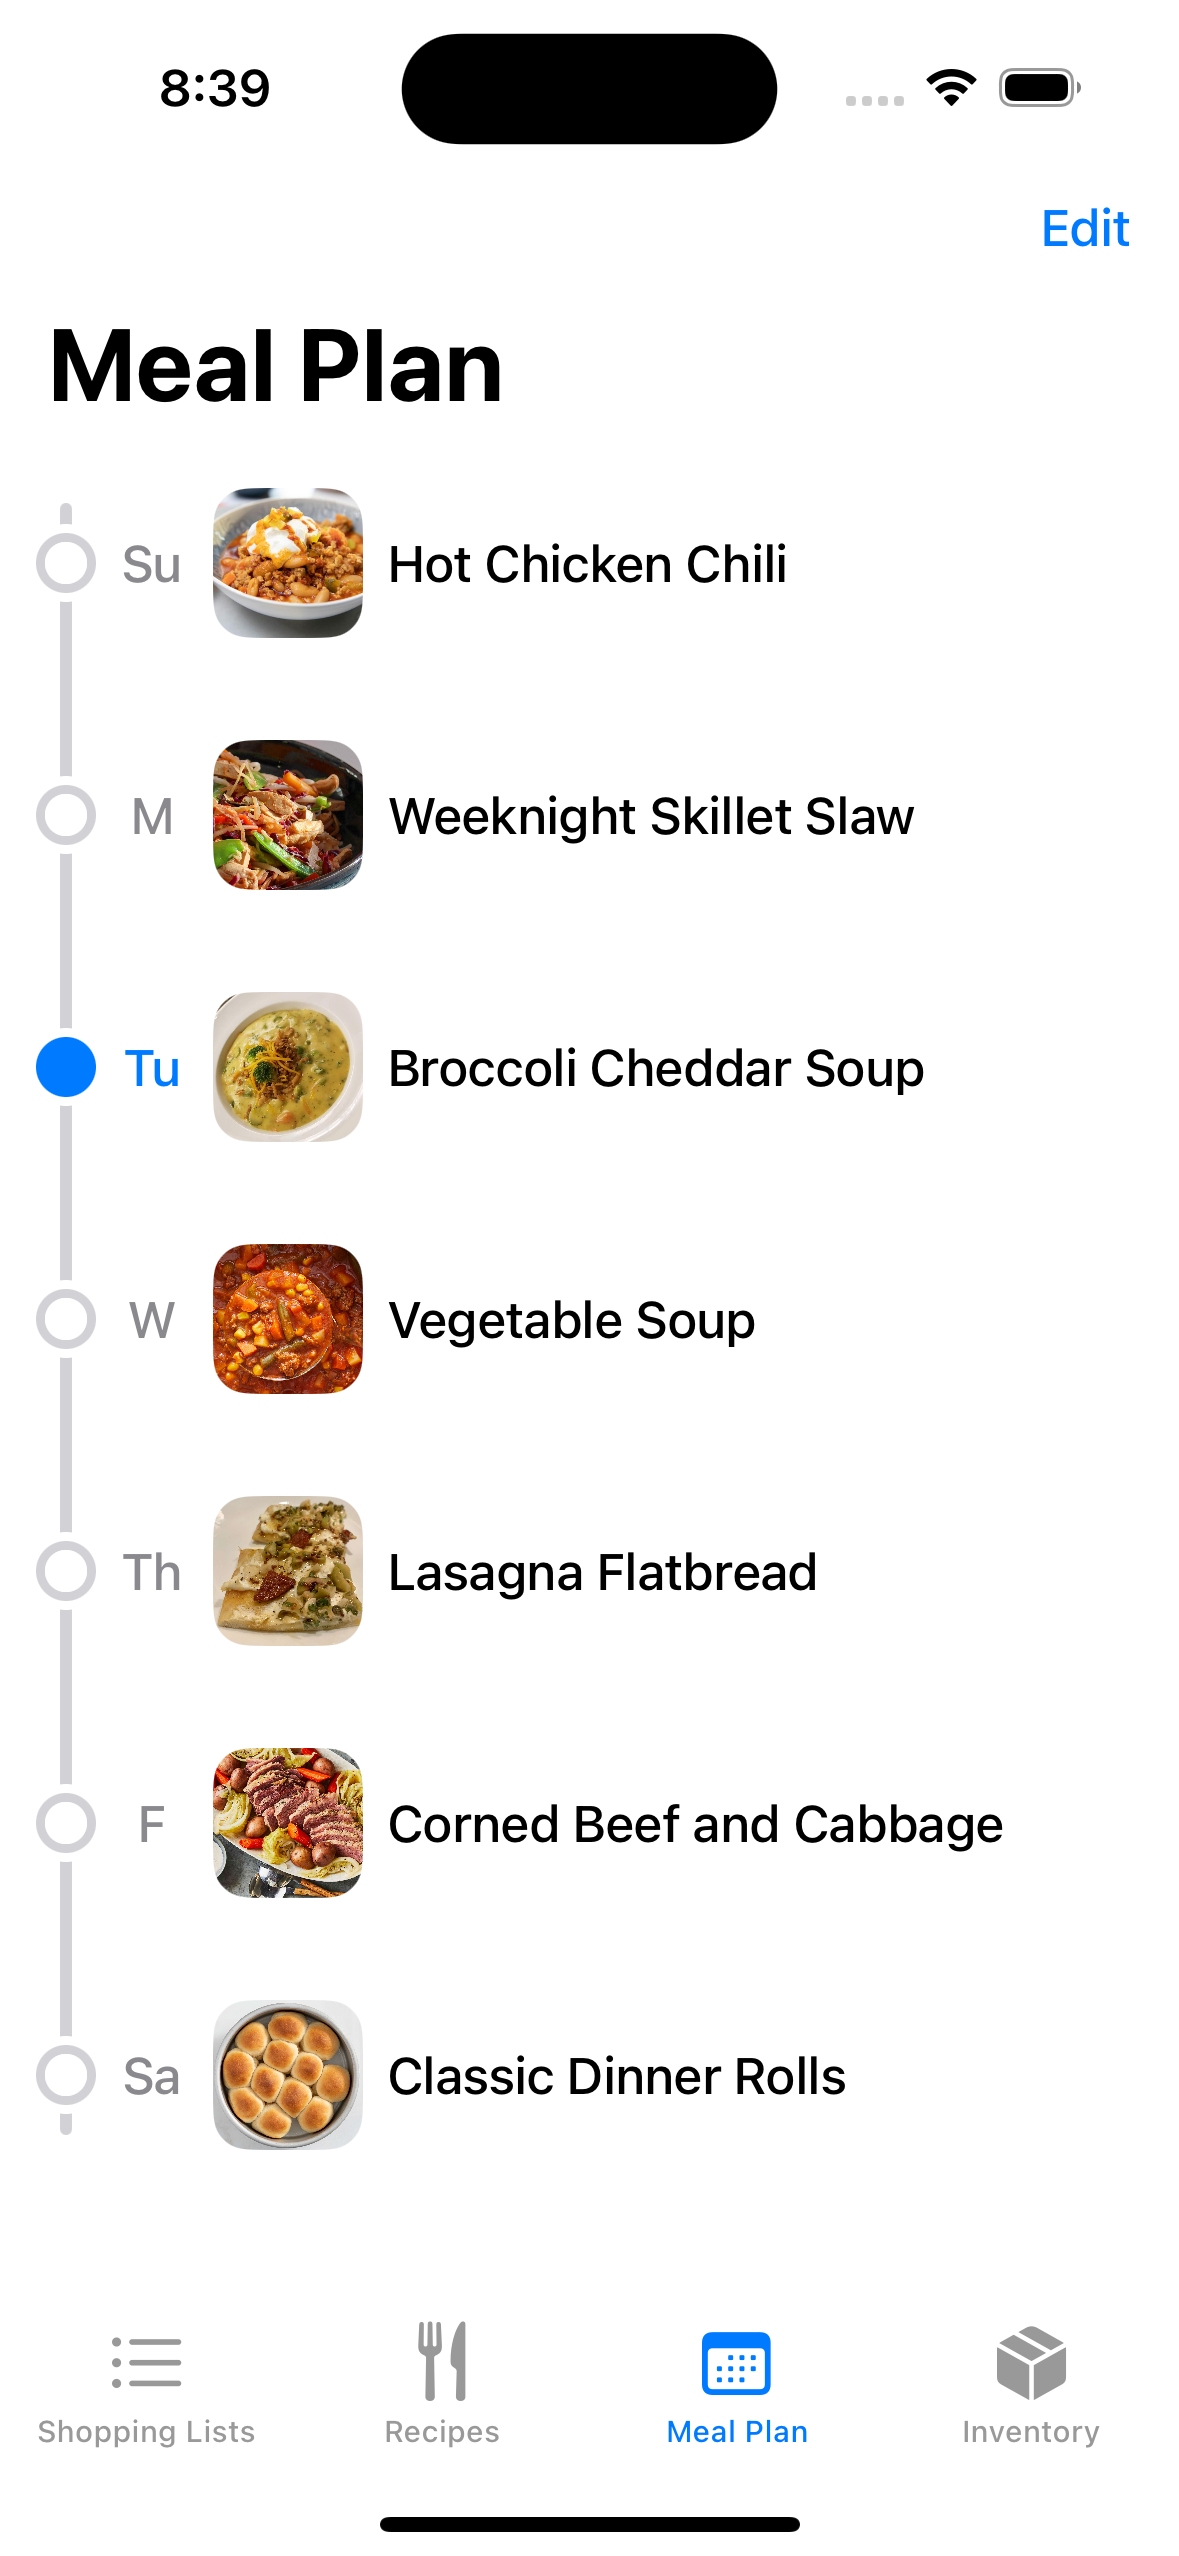 8:39
Edit
Meal Plan
Su Hot Chicken Chili
M Weeknight Skillet Slaw
Tu Broccoli Cheddar Soup
W Vegetable Soup
Th Lasagna Flatbread
F Corned Beef and Cabbage
Sa Classic Dinner Rolls
Shopping Lists Recipes Meal Plan Inventory